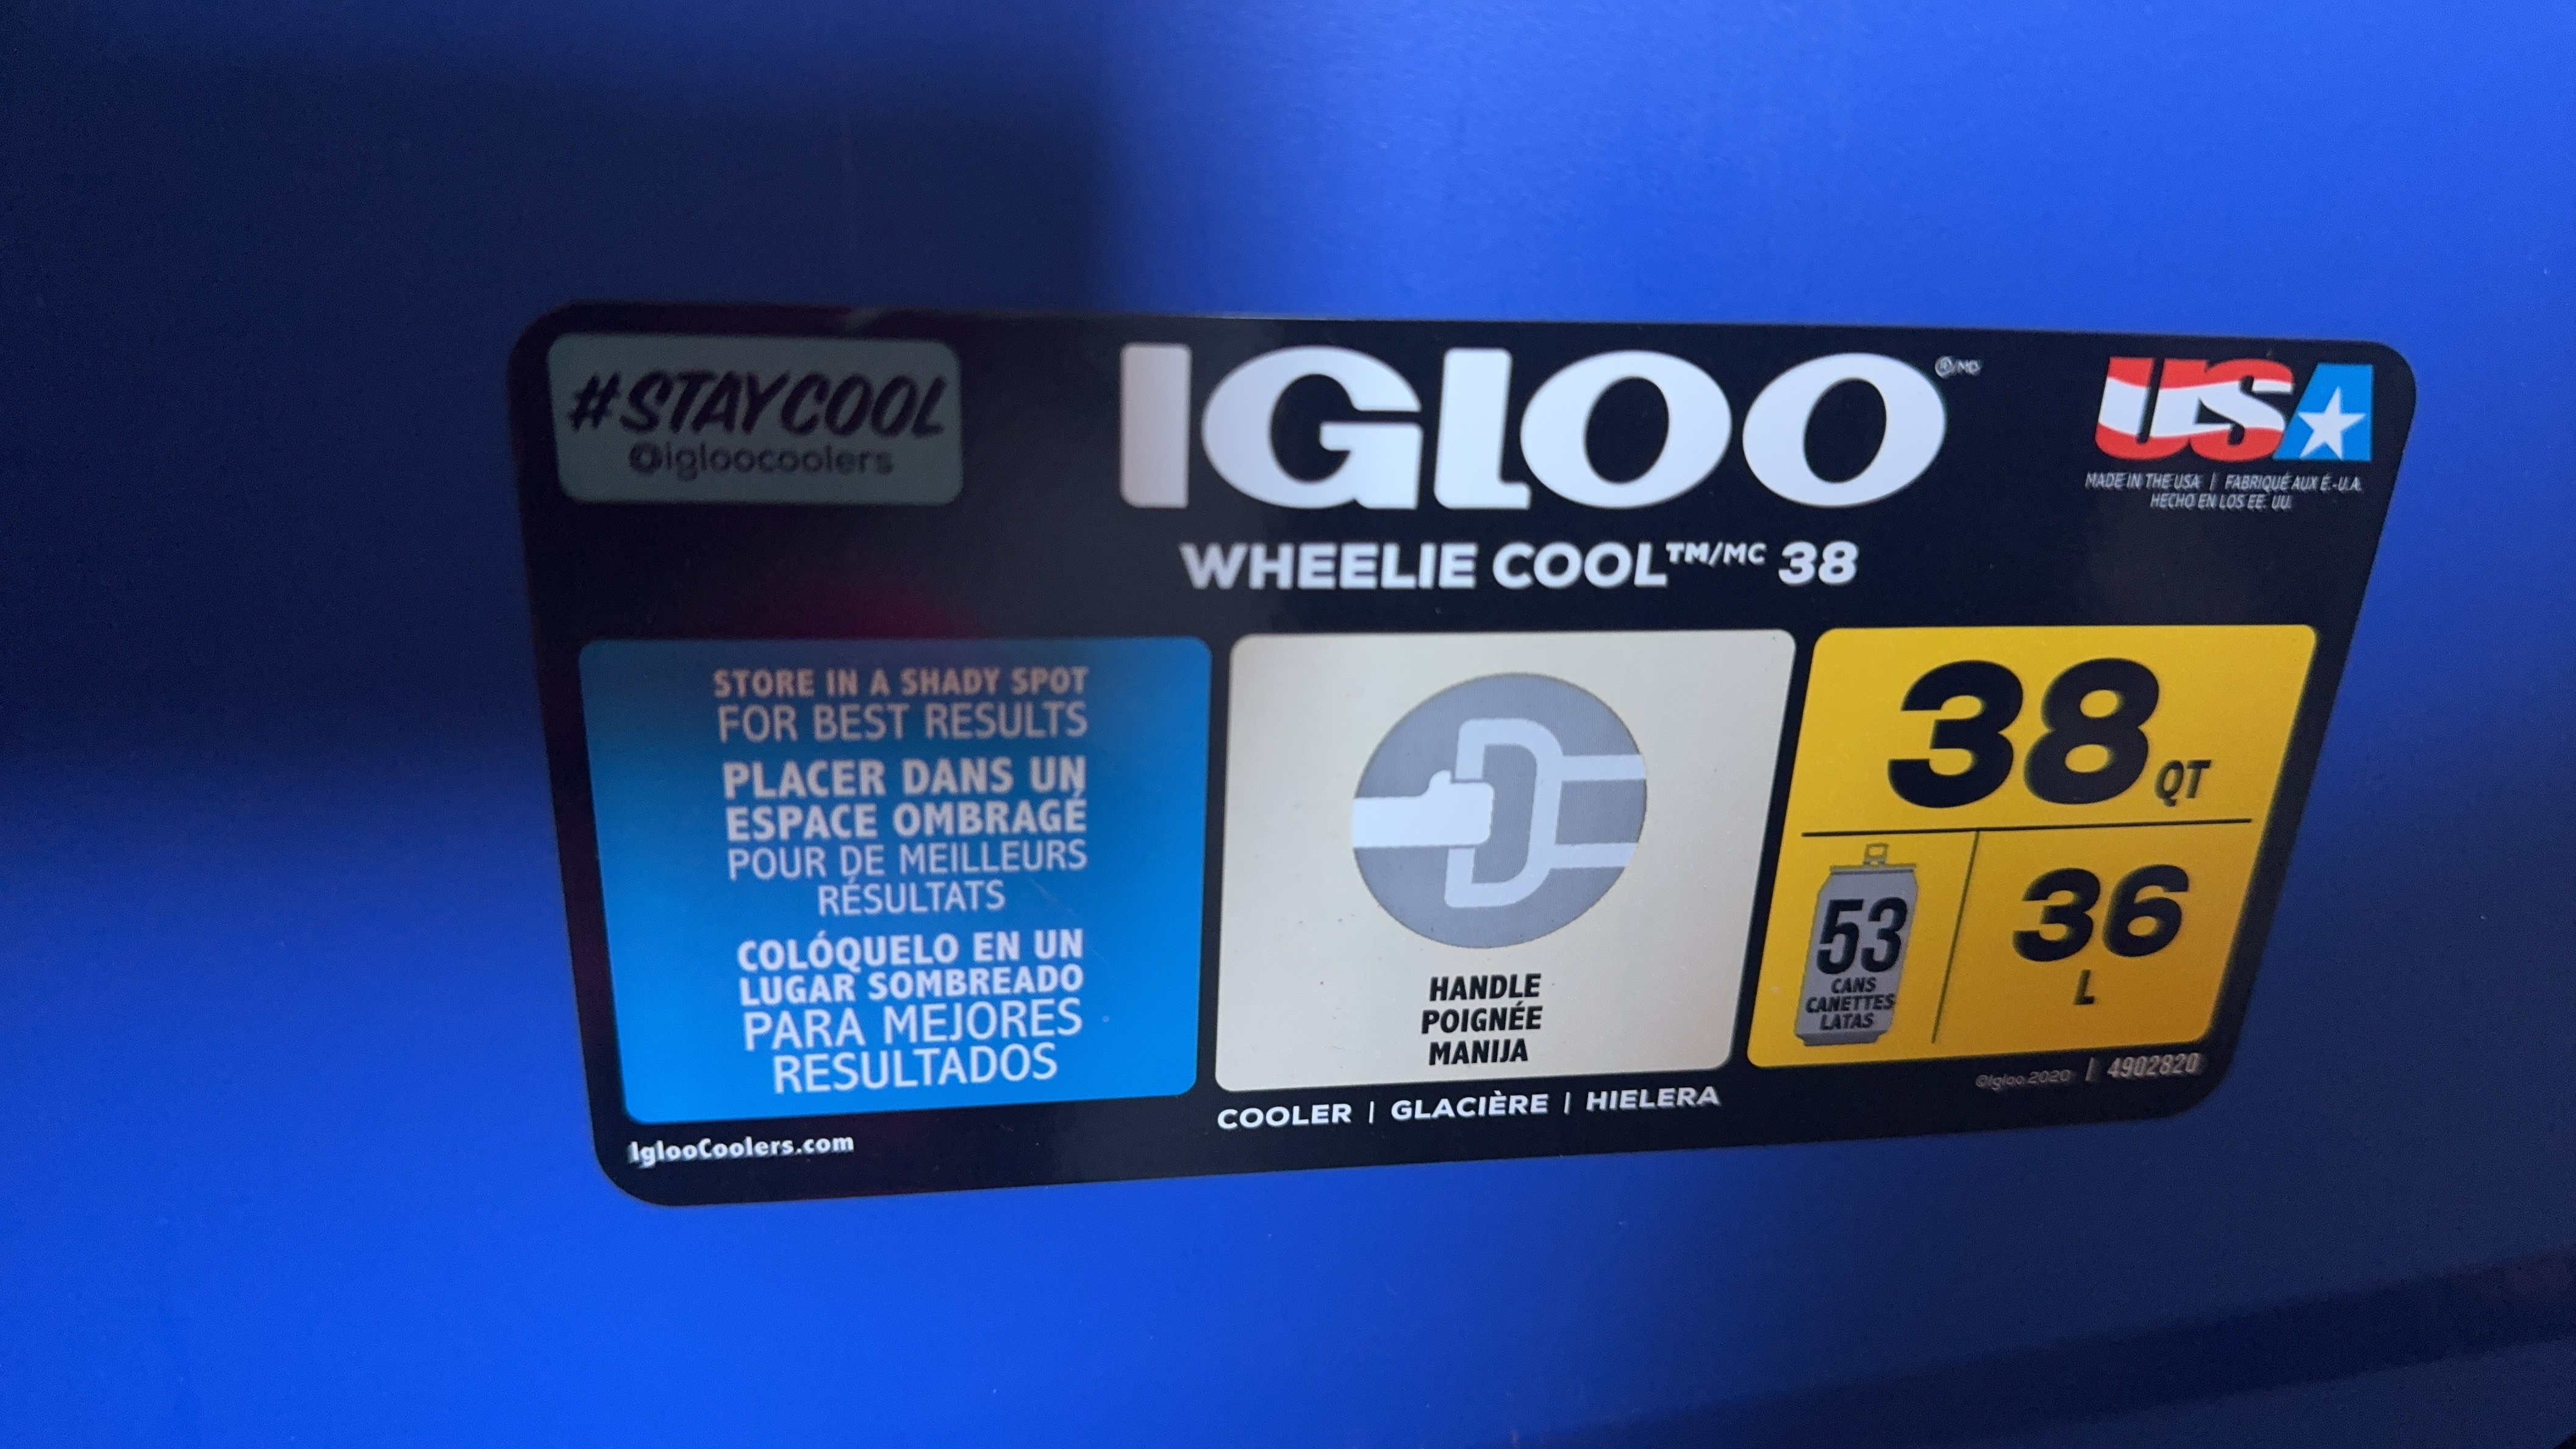 #STAYCOOL
@igloocoolers
IGLOO®/MD
WHEELIE COOL™/MC 38
USA
MADE IN THE USA | FABRIQUÉ AUX É.-U.A.
HECHO EN LOS EE. UU.
STORE IN A SHADY SPOT
FOR BEST RESULTS
PLACER DANS UN
ESPACE OMBRAGÉ
POUR DE MEILLEURS
RÉSULTATS
COLÓQUELO EN UN
LUGAR SOMBREADO
PARA MEJORES
RESULTADOS
HANDLE
POIGNÉE
MANIJA
38 QT
53
CANS
CANETTES
LATAS
36
L
IglooCoolers.com
COOLER | GLACIÈRE | HIELERA
©Igloo 2020 | 4902820